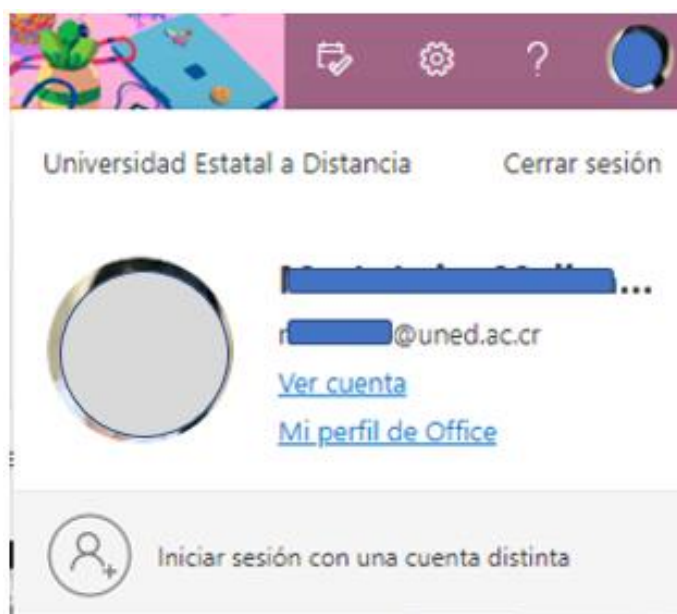 ?
Universidad Estatal a Distancia Cerrar sesión
@uned.ac.cr
Ver cuenta
Mi perfil de Office
Iniciar sesión con una cuenta distinta